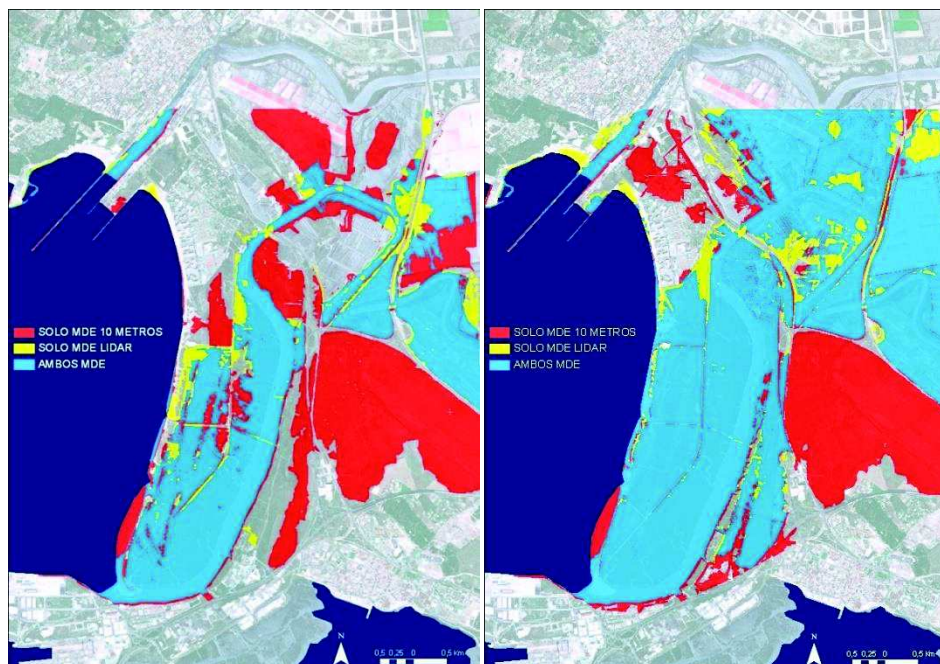 SOLO MDE 10 METROS
SOLO MDE LIDAR
AMBOS MDE
N
0,5 0,25 0 0,5 Km
SOLO MDE 10 METROS
SOLO MDE LIDAR
AMBOS MDE
N
0,5 0,25 0 0,5 Km